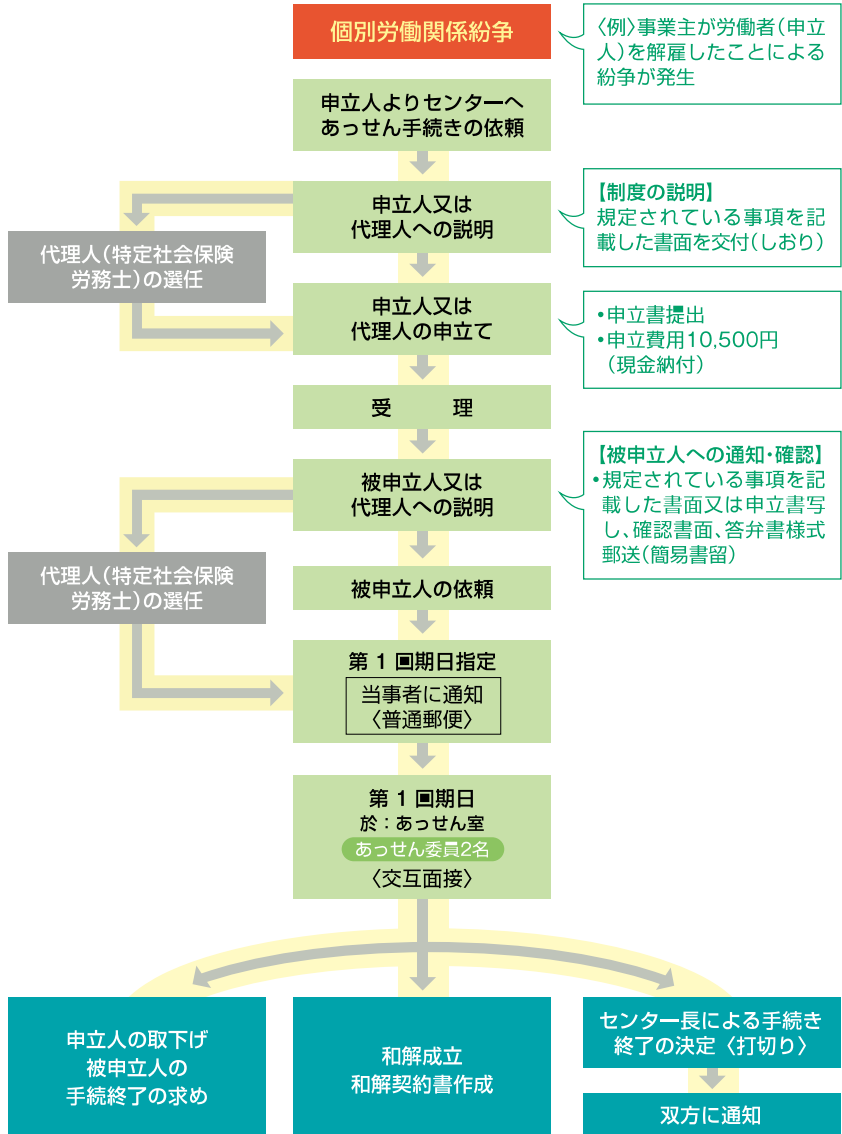 個別労働関係紛争
〈例〉事業主が労働者（申立
人）を解雇したことによる
紛争が発生
申立人よりセンターへ
あっせん手続きの依頼
申立人又は
代理人への説明
【制度の説明】
規定されている事項を記
載した書面を交付（しおり）
代理人（特定社会保険
労務士）の選任
申立人又は
代理人の申立て
・申立書提出
・申立費用10,500円
（現金納付）
受　理
被申立人又は
代理人への説明
【被申立人への通知・確認】
・規定されている事項を記
載した書面又は申立書写
し、確認書面、答弁書様式
郵送（簡易書留）
代理人（特定社会保険
労務士）の選任
被申立人の依頼
第1回期日指定
当事者に通知
〈普通郵便〉
第1回期日
於：あっせん室
あっせん委員2名
〈交互面接〉
申立人の取下げ
被申立人の
手続終了の求め
和解成立
和解契約書作成
センター長による手続き
終了の決定〈打切り〉
双方に通知